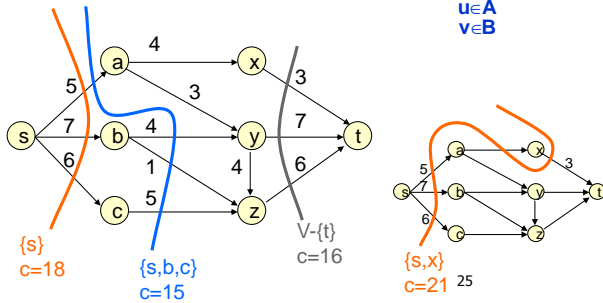 u∈A
v∈B
a
4
x
5
3
3
s
7
b
4
y
7
t
6
1
4
6
c
5
z
{s}
c=18
{s,b,c}
c=15
V-{t}
c=16
a
x
5
3
s
7
b
y
t
6
c
z
{s,x}
c=21
25